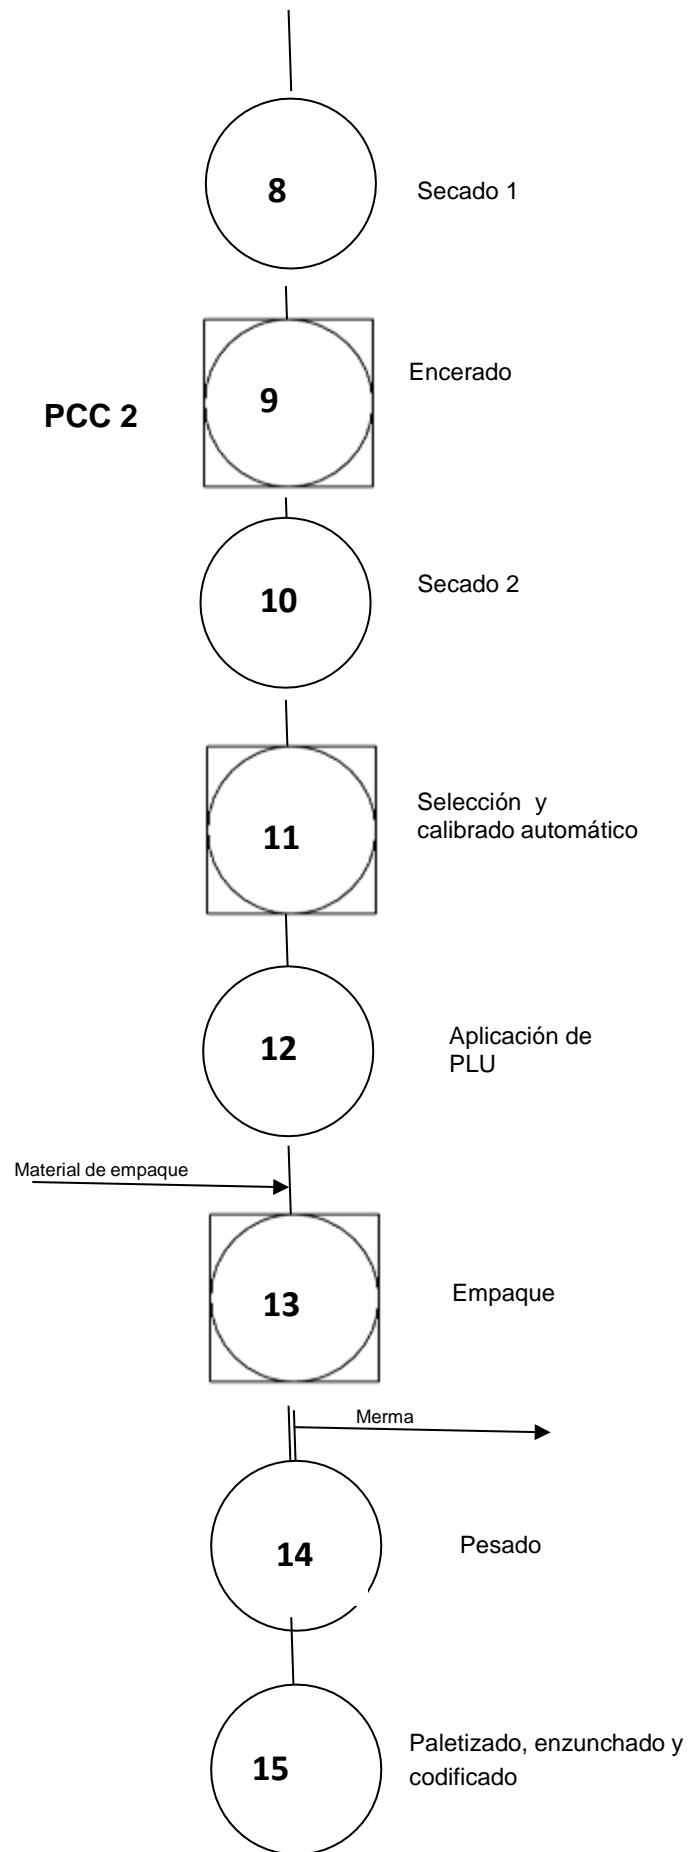 8
Secado 1
Encerado
9
PCC 2
10
Secado 2
Selección y
calibrado automático
11
Aplicación de
PLU
12
Material de empaque
13
Empaque
Merma
14
Pesado
Paletizado, enzunchado y
codificado
15